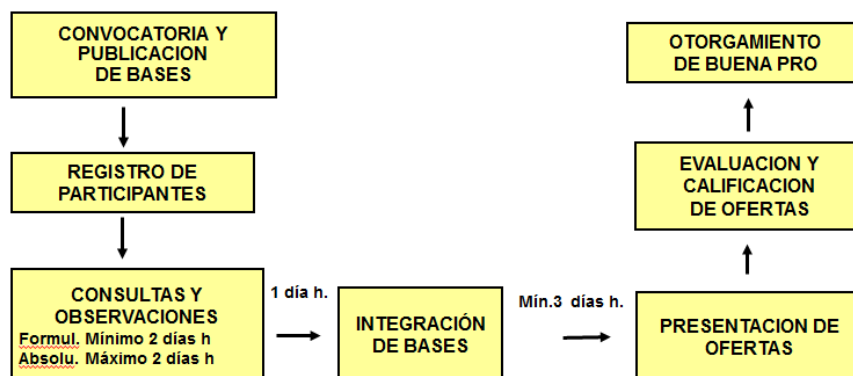 CONVOCATORIA Y
PUBLICACION
DE BASES
REGISTRO DE
PARTICIPANTES
CONSULTAS Y
OBSERVACIONES
Formul. Mínimo 2 días h
Absolu. Máximo 2 días h
1 día h.
INTEGRACIÓN
DE BASES
Mín.3 días h.
PRESENTACION DE
OFERTAS
EVALUACION Y
CALIFICACION
DE OFERTAS
OTORGAMIENTO
DE BUENA PRO